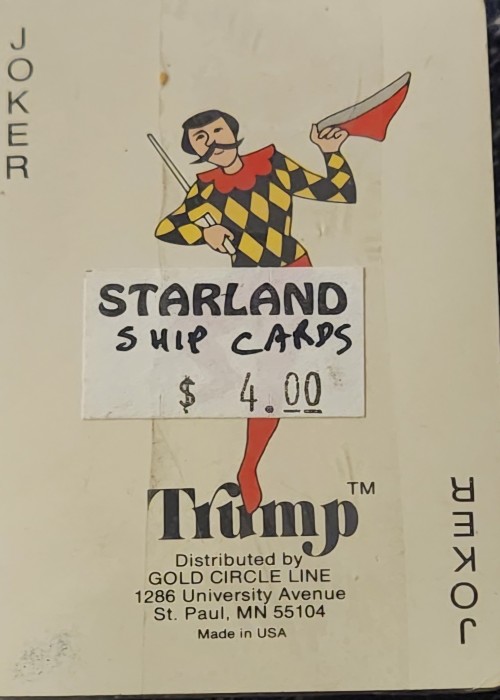 JOKER
STARLAND
SHIP CARDS
$ 4.00
Trump™
Distributed by
GOLD CIRCLE LINE
1286 University Avenue
St. Paul, MN 55104
Made in USA
JOKER